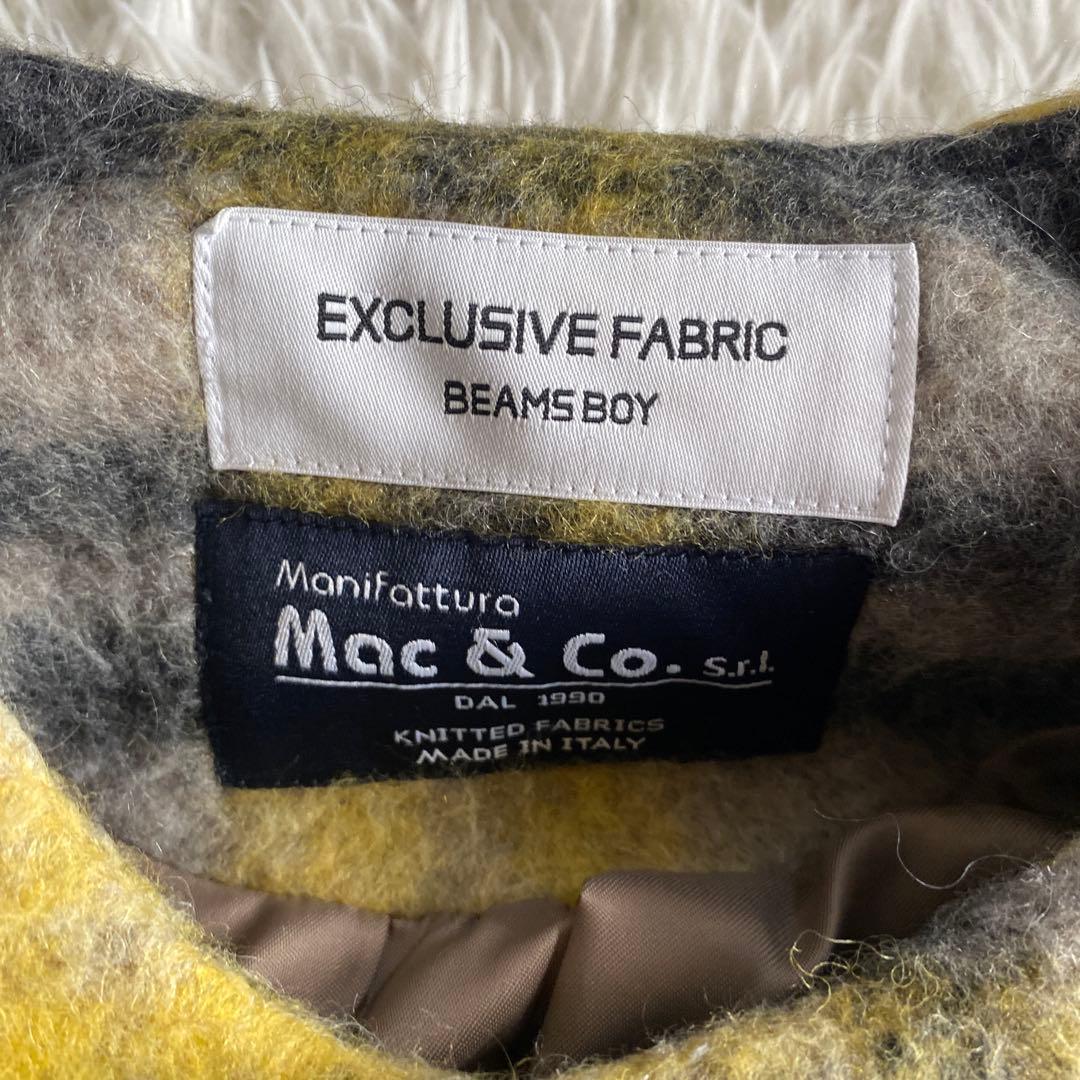 EXCLUSIVE FABRIC
BEAMS BOY
Manifattura
Mac & Co. S.r.l.
DAL 1990
KNITTED FABRICS
MADE IN ITALY